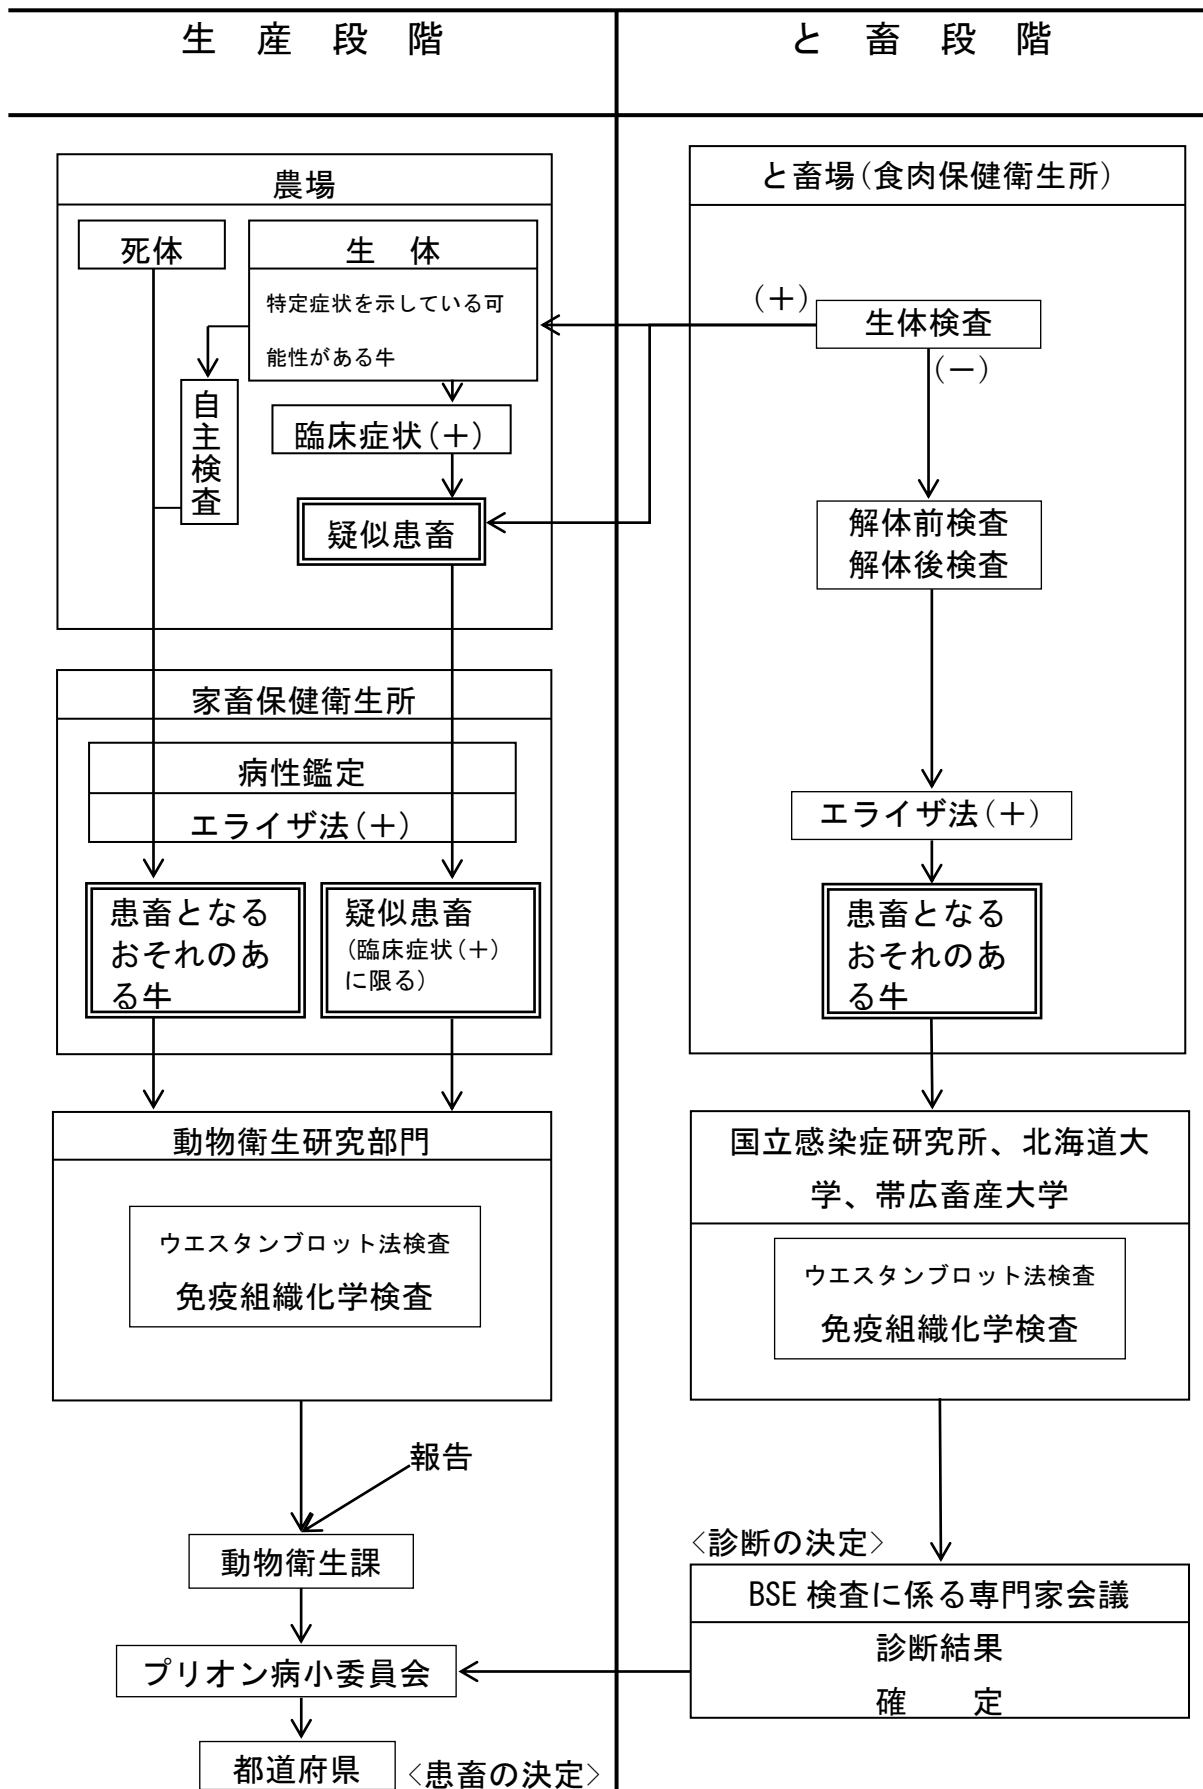 生産段階
と畜段階
農場
死体
生体
特定症状を示している可
能性がある牛
自主検査
臨床症状(＋)
疑似患畜
家畜保健衛生所
病性鑑定
エライザ法(＋)
患畜となる
おそれのあ
る牛
疑似患畜
(臨床症状(＋)
に限る)
動物衛生研究部門
ウエスタンブロット法検査
免疫組織化学検査
報告
動物衛生課
プリオン病小委員会
都道府県
<患畜の決定>
と畜場(食肉保健衛生所)
(＋)
生体検査
(－)
解体前検査
解体後検査
エライザ法(＋)
患畜となる
おそれのあ
る牛
国立感染症研究所、北海道大
学、帯広畜産大学
ウエスタンブロット法検査
免疫組織化学検査
<診断の決定>
BSE 検査に係る専門家会議
診断結果
確　定